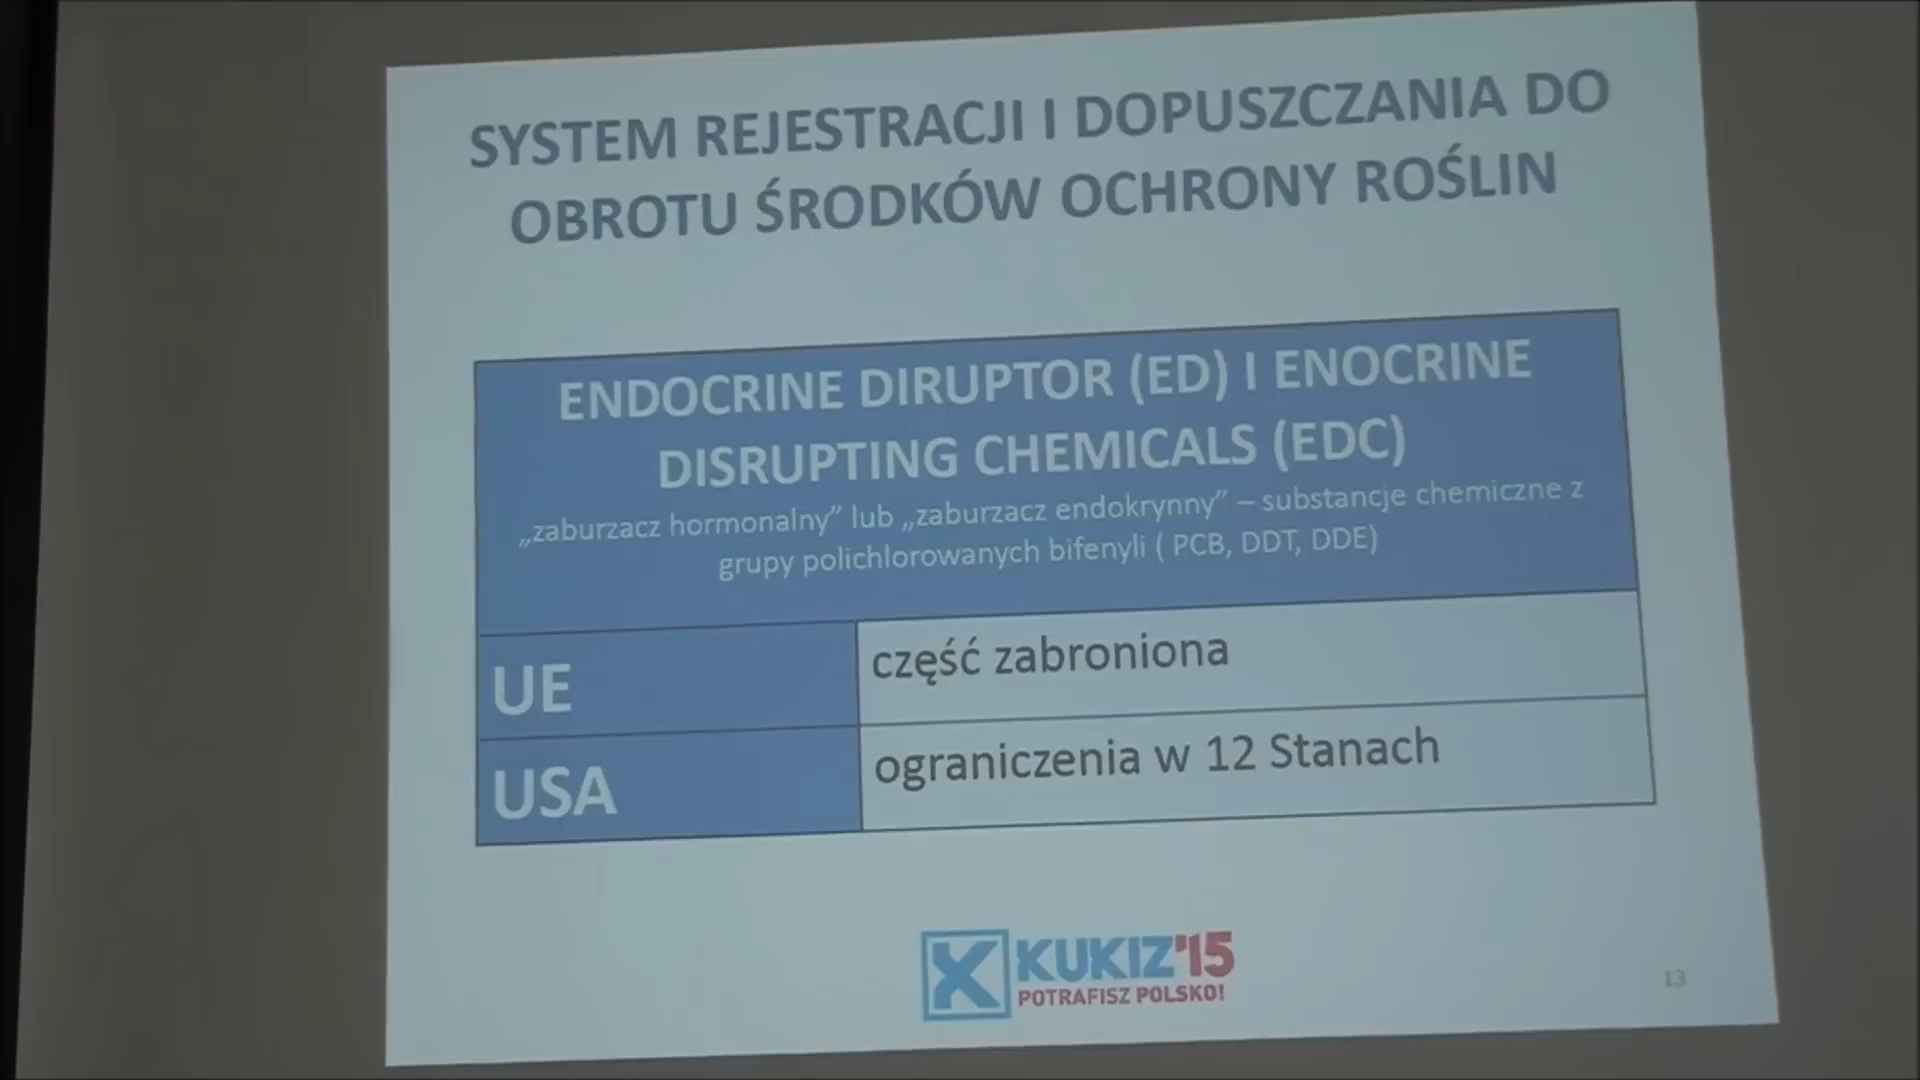 SYSTEM REJESTRACJI I DOPUSZCZANIA DO
OBROTU ŚRODKÓW OCHRONY ROŚLIN
ENDOCRINE DIRUPTOR (ED) I ENOCRINE
DISRUPTING CHEMICALS (EDC)
„zaburzacz hormonalny” lub „zaburzacz endokrynny” – substancje chemiczne z
grupy polichlorowanych bifenyli ( PCB, DDT, DDE)
UE
część zabroniona
USA
ograniczenia w 12 Stanach
KUKIZ'15
POTRAFISZ POLSKO!
13